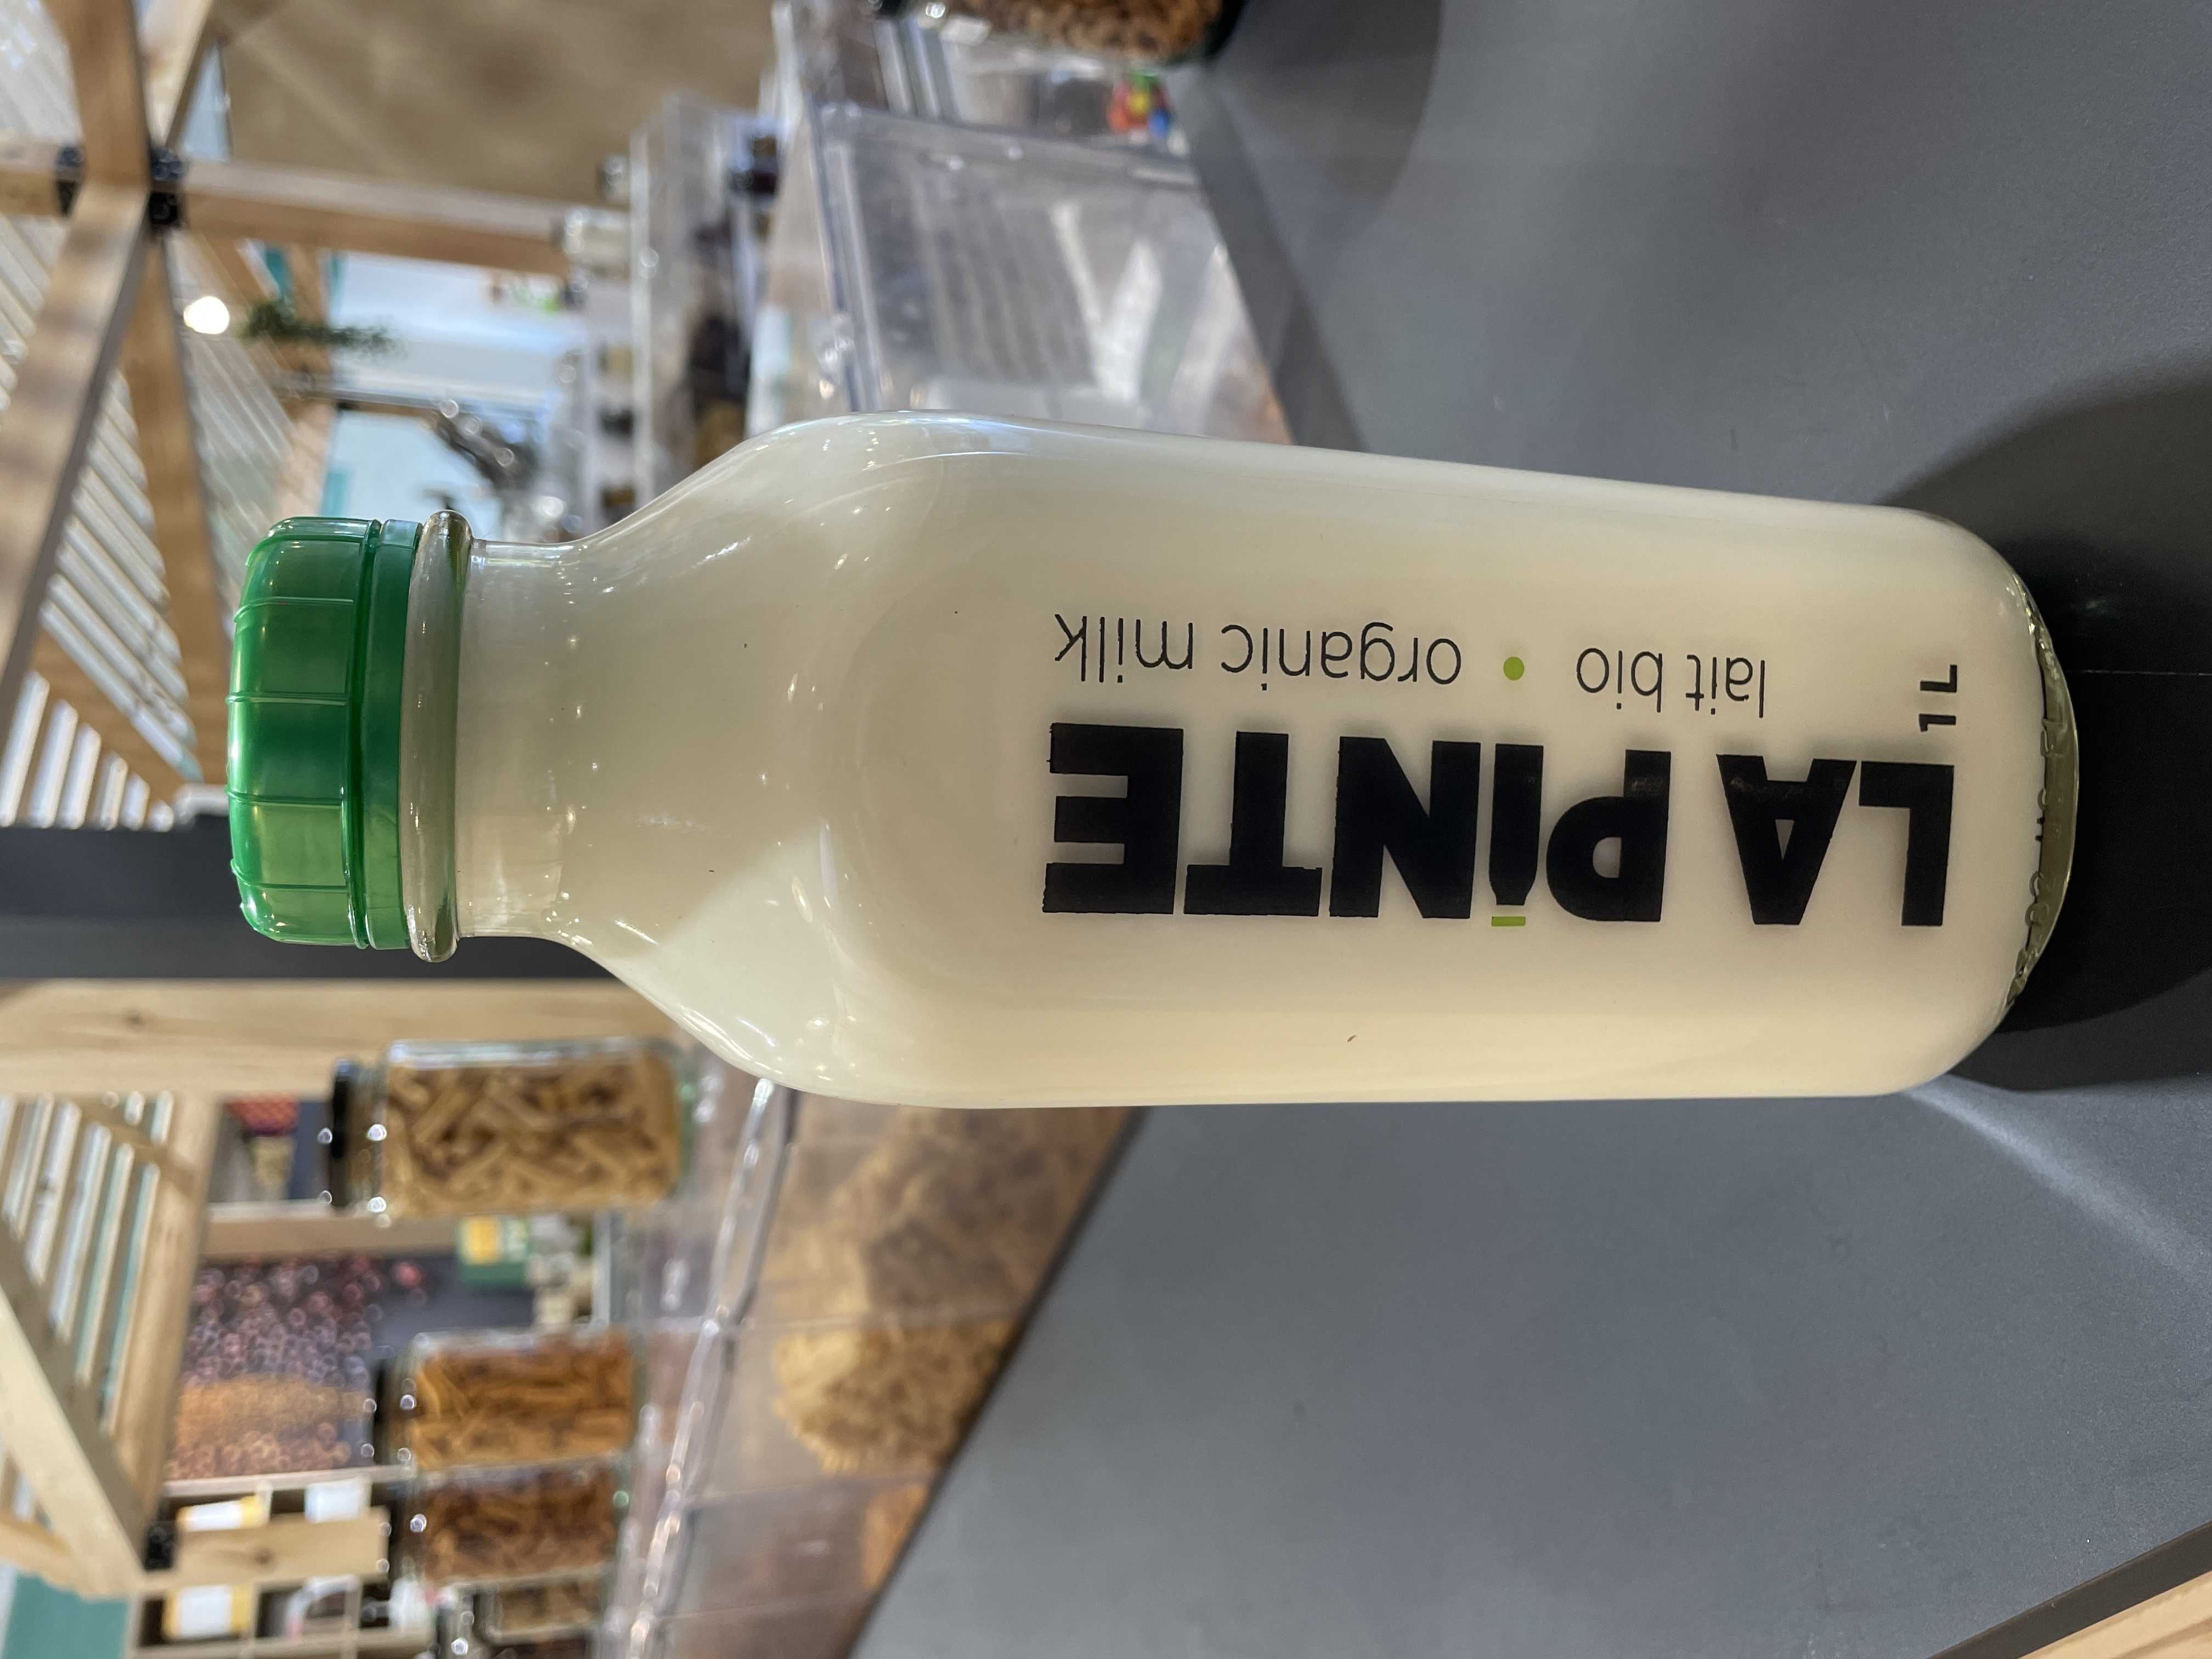 LA PiNTE
lait bio • organic milk
1L